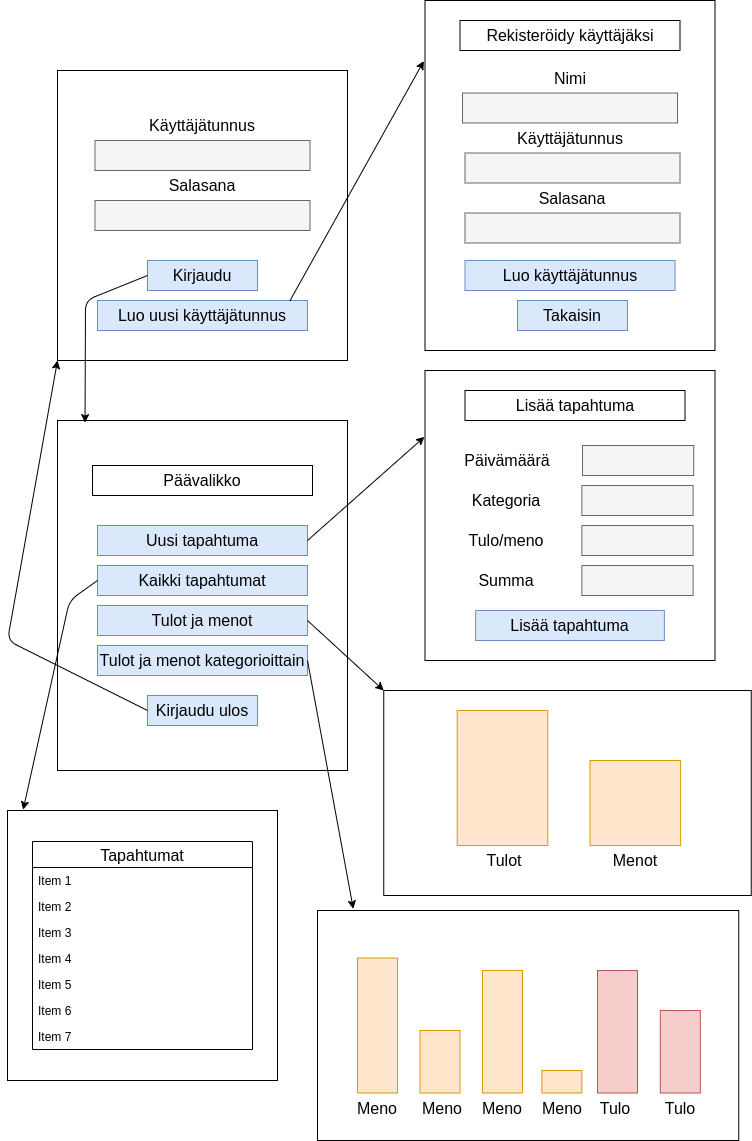 Käyttäjätunnus
Salasana
Kirjaudu
Luo uusi käyttäjätunnus
Rekisteröidy käyttäjäksi
Nimi
Käyttäjätunnus
Salasana
Luo käyttäjätunnus
Takaisin
Päävalikko
Uusi tapahtuma
Kaikki tapahtumat
Tulot ja menot
Tulot ja menot kategorioittain
Kirjaudu ulos
Lisää tapahtuma
Päivämäärä
Kategoria
Tulo/meno
Summa
Lisää tapahtuma
Tulot Menot
Tapahtumat
Item 1
Item 2
Item 3
Item 4
Item 5
Item 6
Item 7
Meno Meno Meno Meno Tulo Tulo